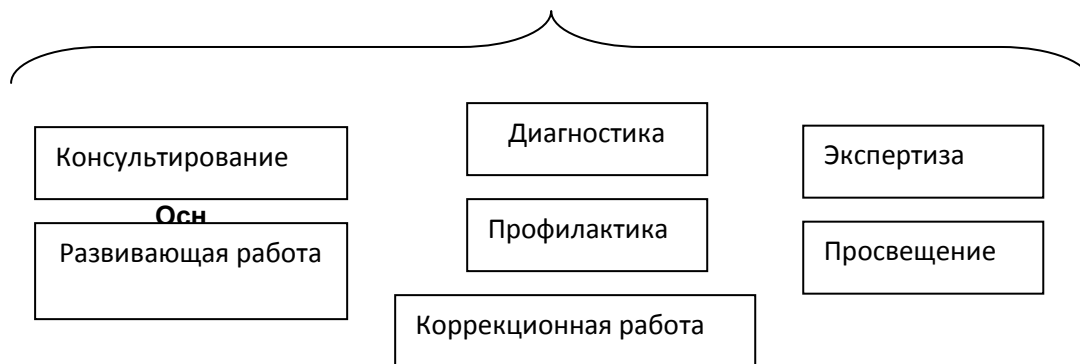 Диагностика
Консультирование
Экспертиза
Осн
Развивающая работа
Профилактика
Просвещение
Коррекционная работа